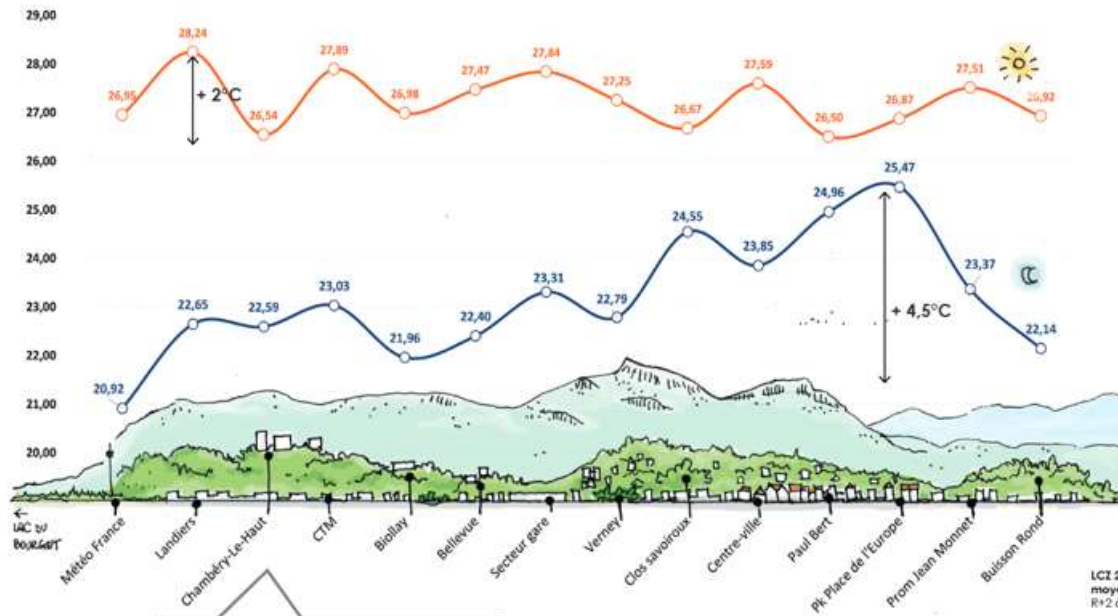 29,00
28,00
27,00
26,00
25,00
24,00
23,00
22,00
21,00
20,00
26,95
28,24
26,54
27,89
26,98
27,47
27,84
27,25
26,67
27,59
26,50
26,87
27,51
26,92
+ 2°C
20,92
22,65
22,59
23,03
21,96
22,40
23,31
22,79
24,55
23,85
24,96
25,47
23,37
22,14
+ 4,5°C
←
LAC DU
BOURGET
Météo France
Landiers
Chambéry-Le-Haut
CTM
Biollay
Bellevue
Secteur gare
Verney
Clos savoiroux
Centre-ville
Paul Bert
Pk Place de l'Europe
Prom Jean Monnet
Buisson Rond
LCZ
moy
R+2